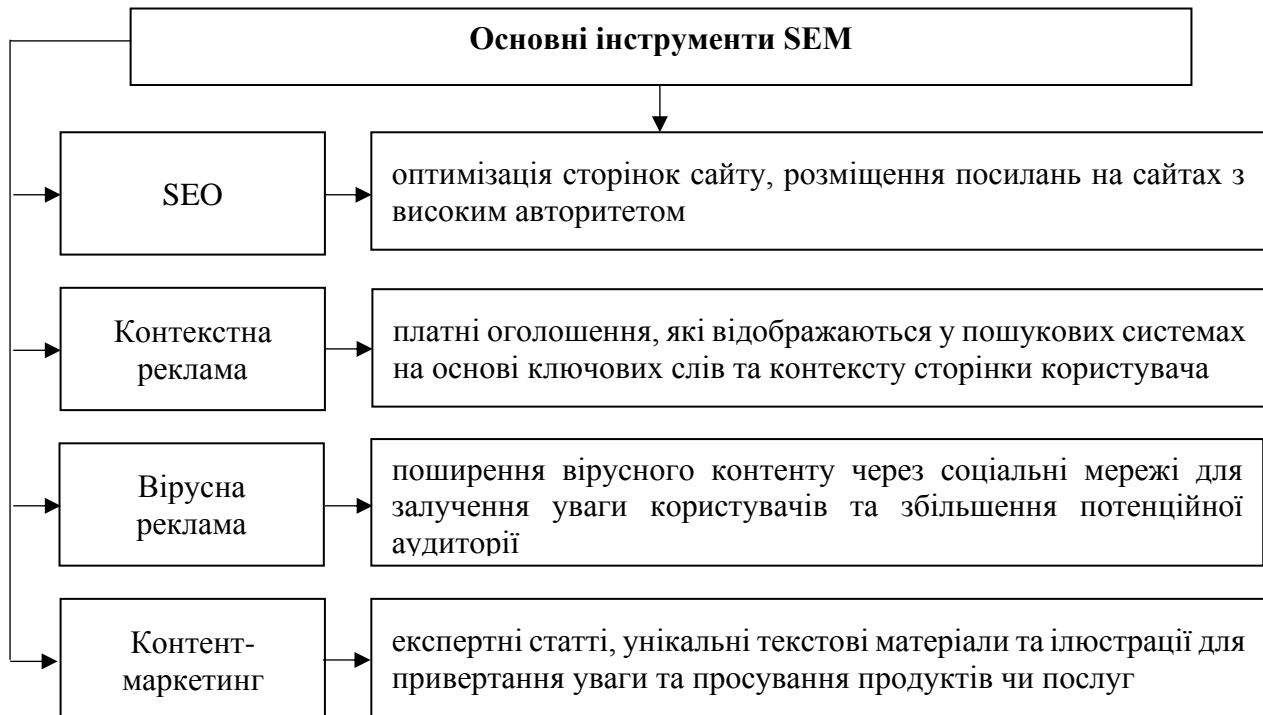 Основні інструменти SEM
SEO
оптимізація сторінок сайту, розміщення посилань на сайтах з
високим авторитетом
Контекстна
реклама
платні оголошення, які відображаються у пошукових системах
на основі ключових слів та контексту сторінки користувача
Вірусна
реклама
поширення вірусного контенту через соціальні мережі для
залучення уваги користувачів та збільшення потенційної
аудиторії
Контент-
маркетинг
експертні статті, унікальні текстові матеріали та ілюстрації для
привертання уваги та просування продуктів чи послуг